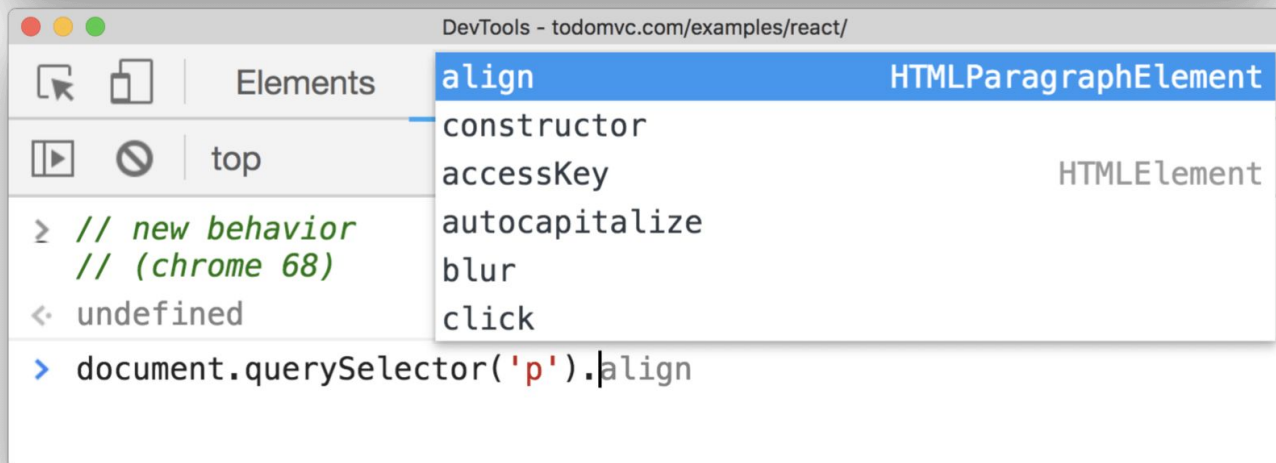 DevTools - todomvc.com/examples/react/
Elements
top
align HTMLParagraphElement
constructor
accessKey HTMLElement
autocapitalize
blur
click
> // new behavior
// (chrome 68)
undefined
> document.querySelector('p').align